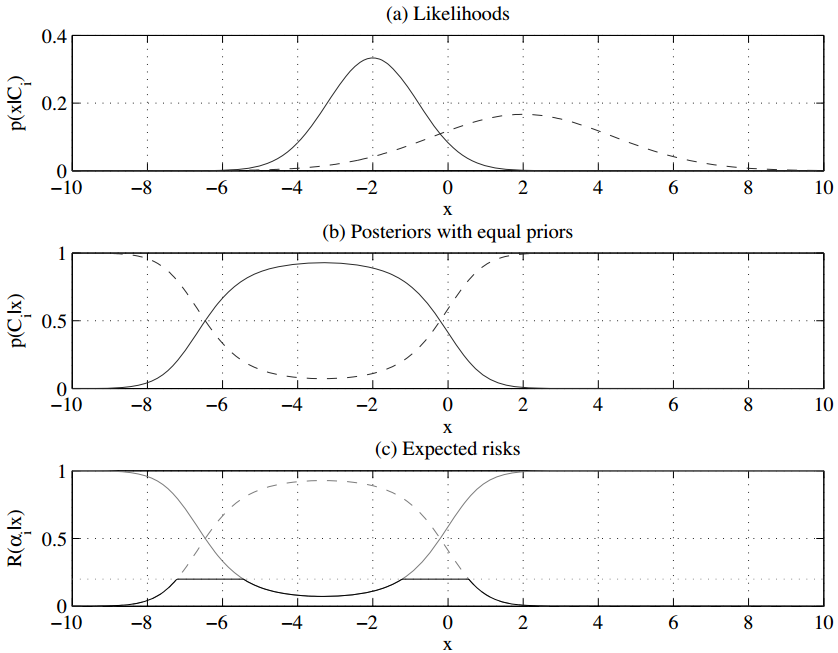 (a) Likelihoods
p(x|C_i)
0.4
0.2
0
−10 −8 −6 −4 −2 0 2 4 6 8 10
x
(b) Posteriors with equal priors
p(C_i|x)
1
0.5
0
−10 −8 −6 −4 −2 0 2 4 6 8 10
x
(c) Expected risks
R(α_i|x)
1
0.5
0
−10 −8 −6 −4 −2 0 2 4 6 8 10
x